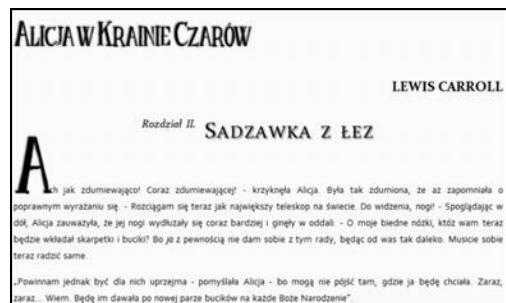 ALICJA W KRAINIE CZARÓW
LEWIS CARROLL
Rozdział II. SADZAWKA Z ŁEZ
Ach jak zdumiewająco! Coraz zdumiewającej! - krzyknęła Alicja. Była tak zdumiona, że aż zapomniała o
poprawnym wyrażaniu się. - Rozciągam się teraz jak największy teleskop na świecie. Do widzenia, nogi! - Spoglądając w
dół, Alicja zauważyła, że jej nogi wydłużały się coraz bardziej i ginęły w oddali. - O moje biedne nóżki, któż wam teraz
będzie wkładał skarpetki i buciki? Bo ja z pewnością nie dam sobie z tym rady, będąc od was tak daleko. Musicie sobie
teraz radzić same.
„Powinnam jednak być dla nich uprzejma - pomyślała Alicja - bo mogą nie pójść tam, gdzie ja będę chciała. Zaraz,
zaraz... Wiem. Będę im dawała po nowej parze bucików na każde Boże Narodzenie”.